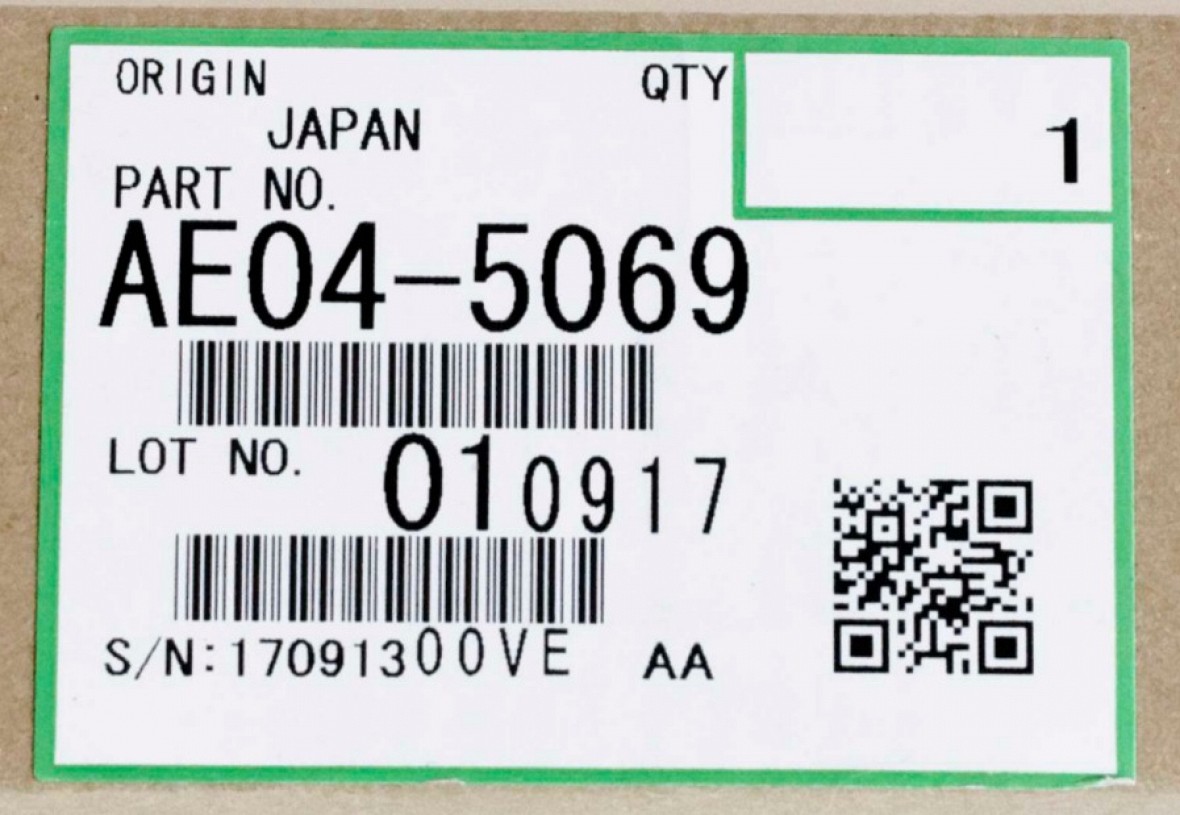 ORIGIN
JAPAN
QTY
1
PART NO.
AE04-5069
LOT NO. 010917
S/N:17091300VE AA